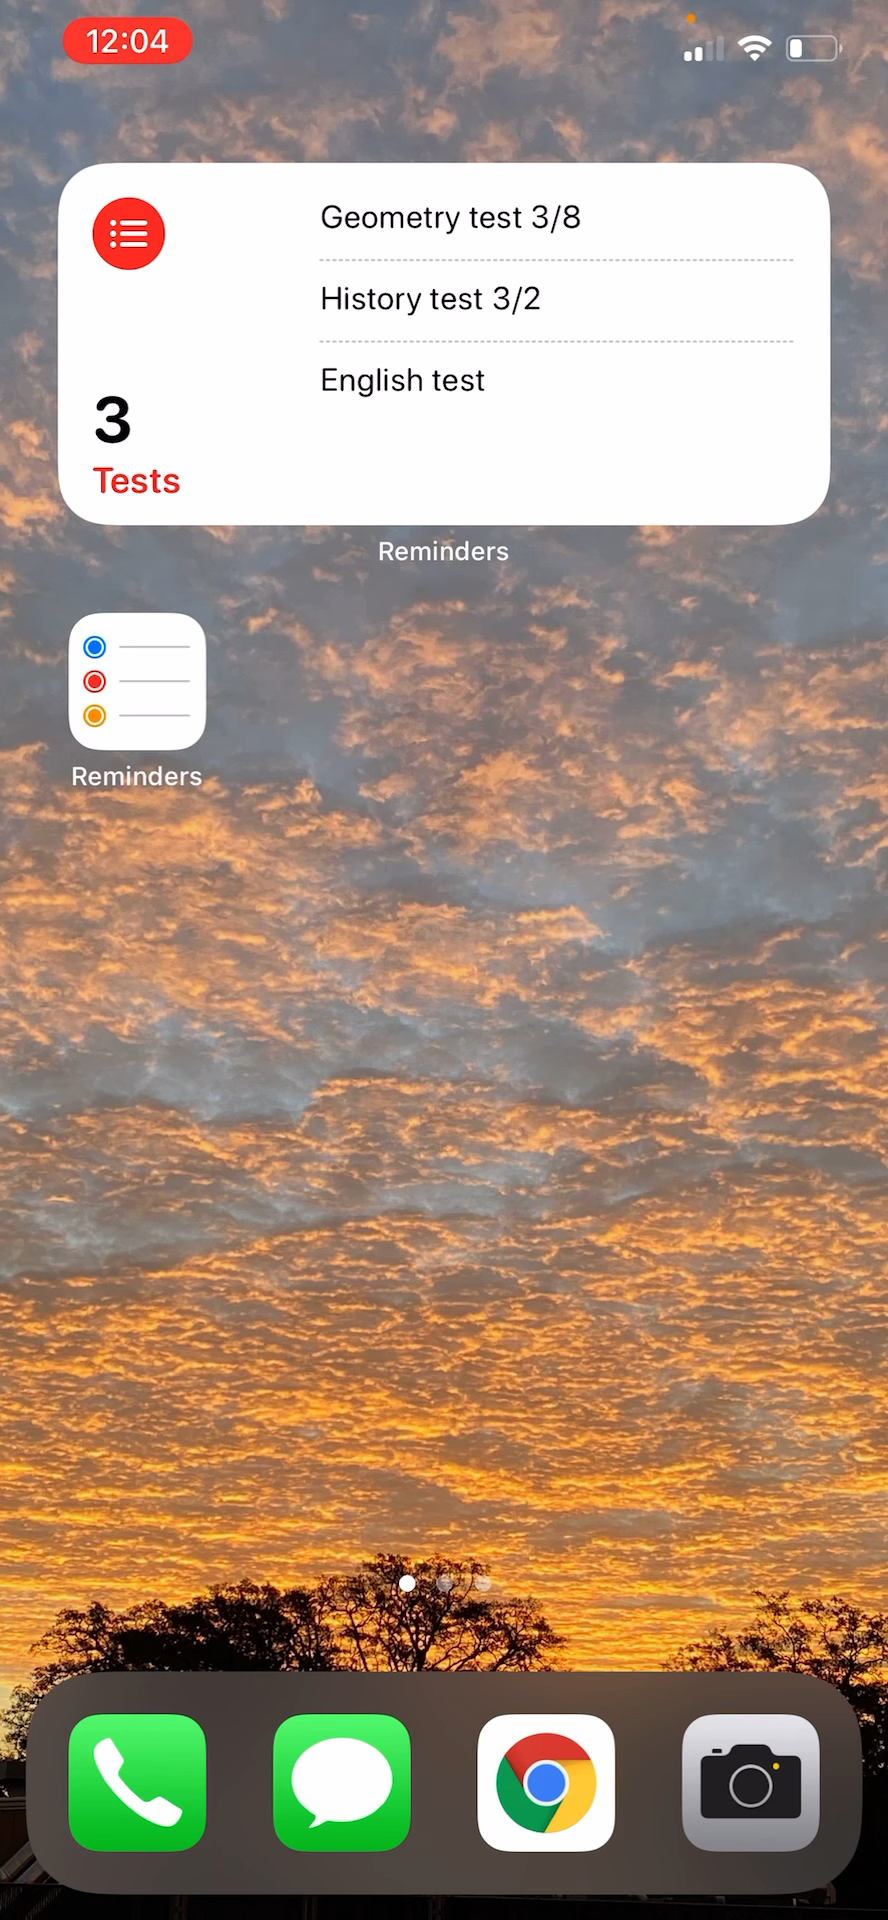 12:04
Geometry test 3/8
History test 3/2
English test
3
Tests
Reminders
Reminders